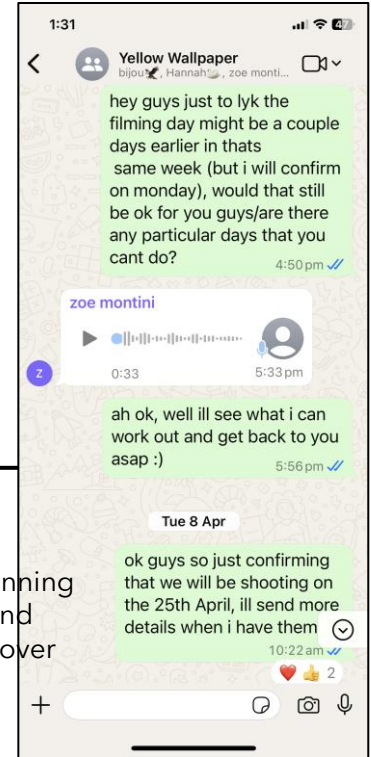 1:31
47
Yellow Wallpaper
bijou, Hannah, zoe monti...
hey guys just to lyk the
filming day might be a couple
days earlier in thats
same week (but i will confirm
on monday), would that still
be ok for you guys/are there
any particular days that you
cant do?
4:50 pm
zoe montini
Z
0:33
5:33 pm
ah ok, well ill see what i can
work out and get back to you
asap :)
5:56 pm
Tue 8 Apr
ok guys so just confirming
that we will be shooting on
the 25th April, ill send more
details when i have them
10:22 am
❤️👍 2
nning
nd
over